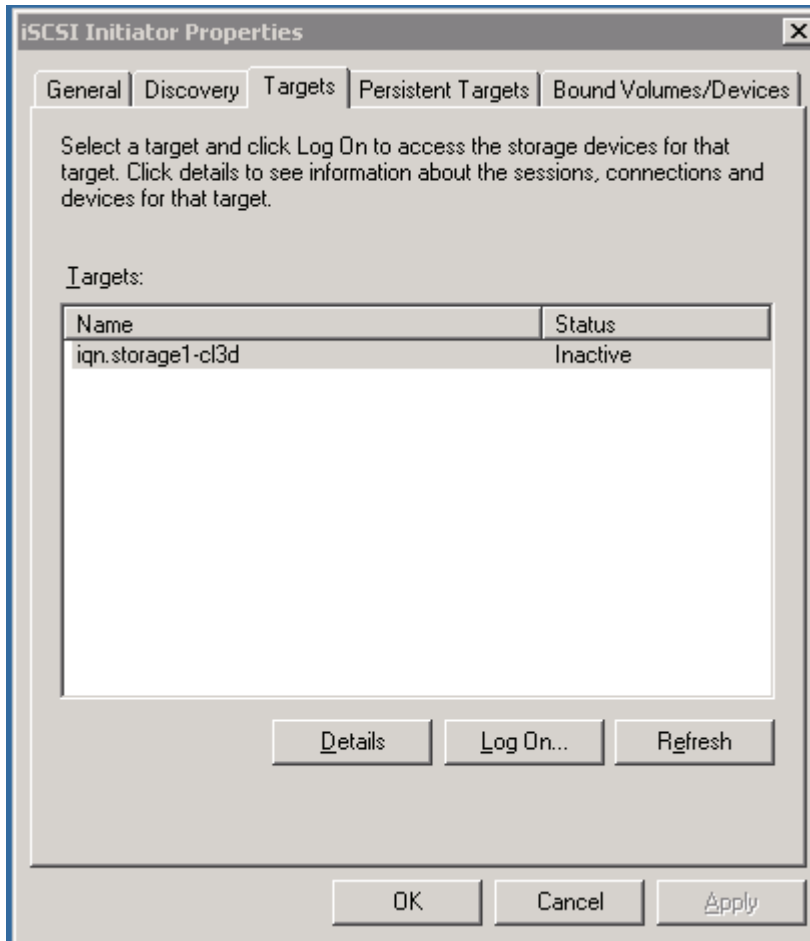 iSCSI Initiator Properties
General Discovery Targets Persistent Targets Bound Volumes/Devices
Select a target and click Log On to access the storage devices for that
target. Click details to see information about the sessions, connections and
devices for that target.
Targets:
Name Status
iqn.storage1-cl3d Inactive
Details Log On... Refresh
OK Cancel Apply